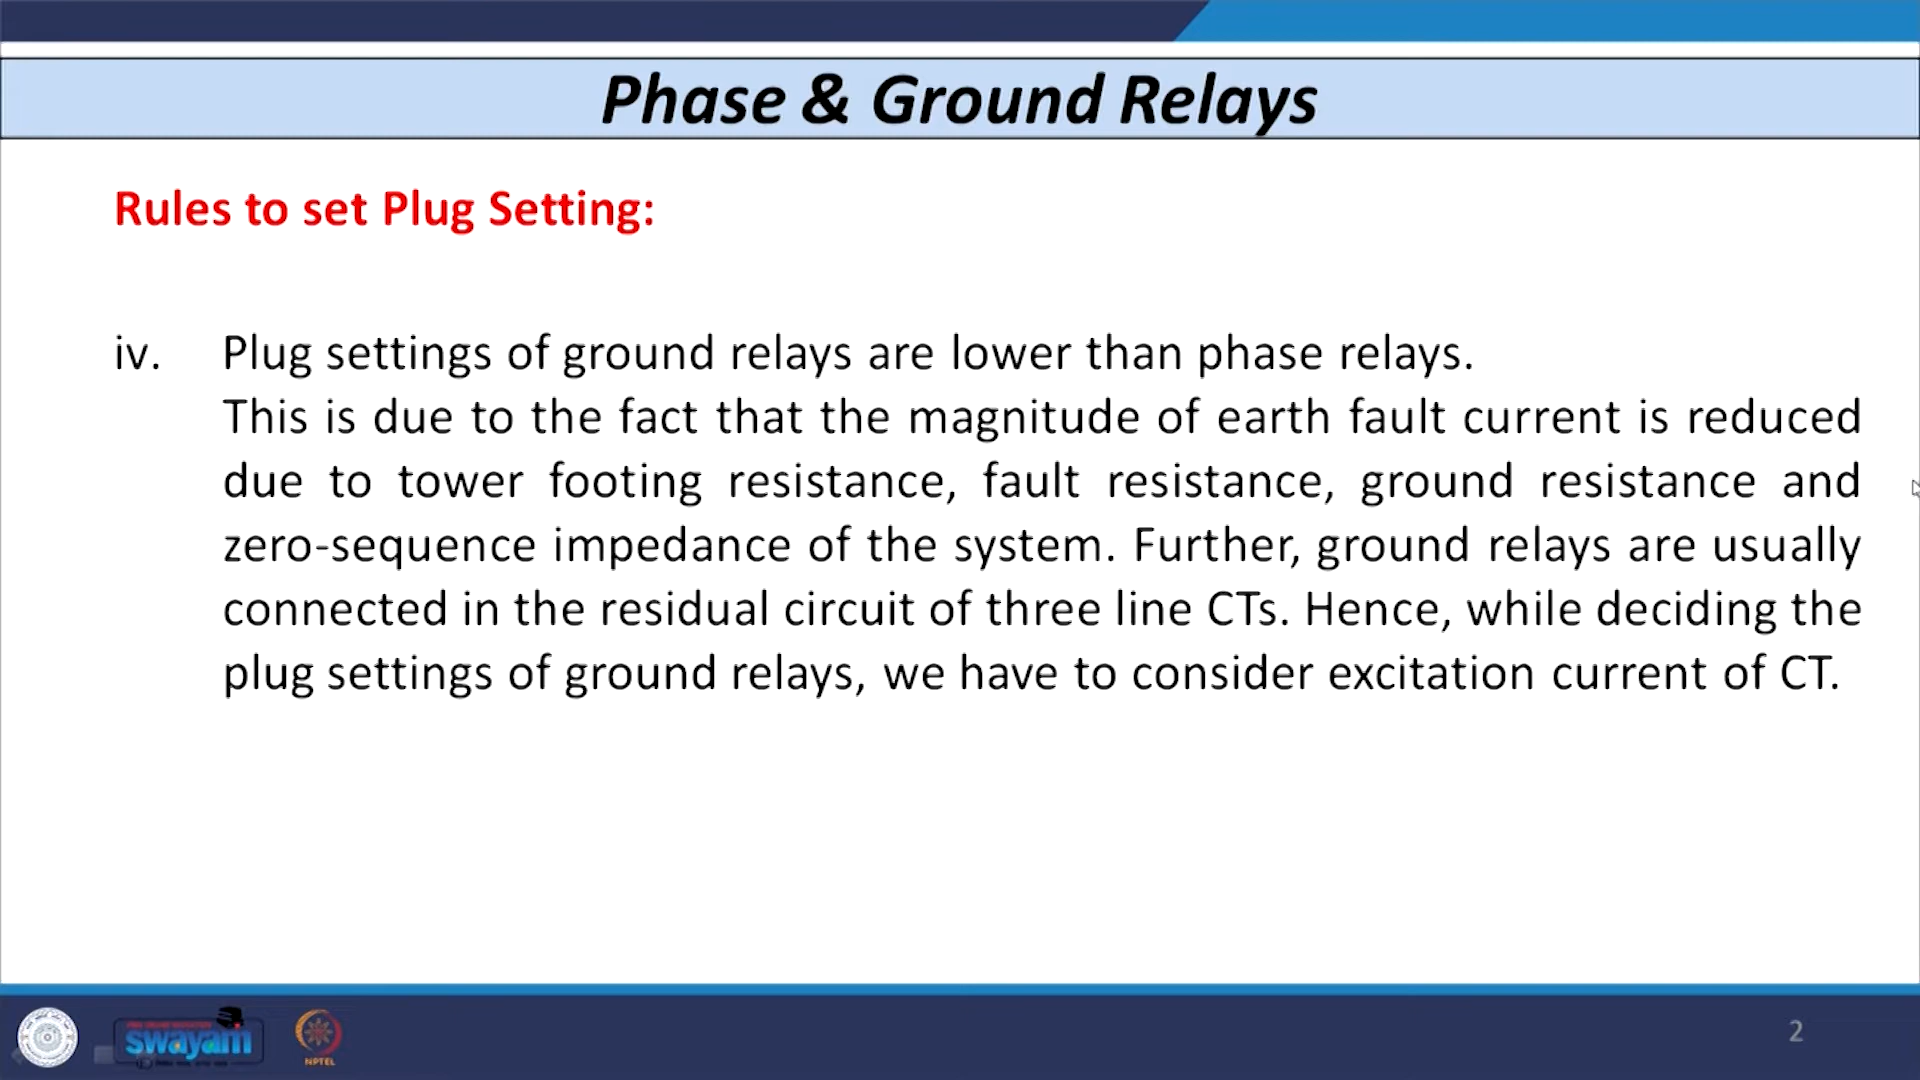 Phase & Ground Relays
Rules to set Plug Setting:
iv. Plug settings of ground relays are lower than phase relays.
This is due to the fact that the magnitude of earth fault current is reduced
due to tower footing resistance, fault resistance, ground resistance and
zero-sequence impedance of the system. Further, ground relays are usually
connected in the residual circuit of three line CTs. Hence, while deciding the
plug settings of ground relays, we have to consider excitation current of CT.
swayam
NPTEL
2